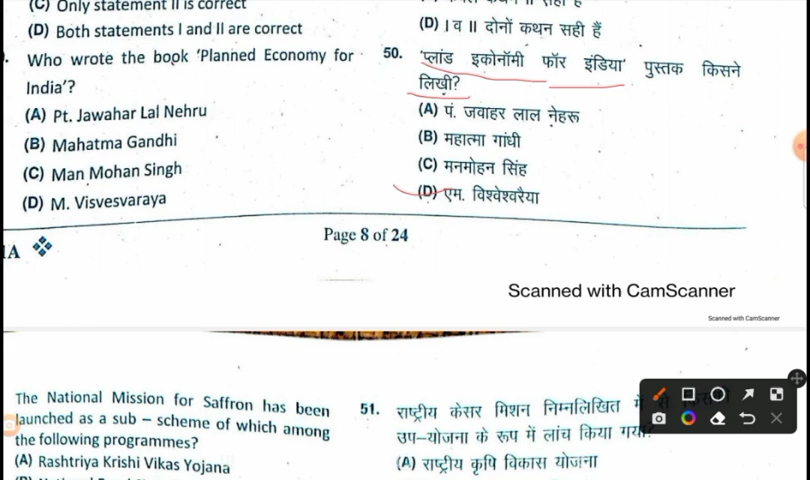 (C) Only statement II is correct
(D) Both statements I and II are correct
Who wrote the book 'Planned Economy for India'?
(A) Pt. Jawahar Lal Nehru
(B) Mahatma Gandhi
(C) Man Mohan Singh
(D) M. Visvesvaraya
(D) I व II दोनों कथन सही हैं
50. 'प्लांड इकोनॉमी फॉर इंडिया' पुस्तक किसने
लिखी?
(A) पं. जवाहर लाल नेहरू
(B) महात्मा गांधी
(C) मनमोहन सिंह
(D) एम. विश्वेश्वरैया
IA
Page 8 of 24
Scanned with CamScanner
Scanned with CamScanner
The National Mission for Saffron has been
launched as a sub – scheme of which among
the following programmes?
(A) Rashtriya Krishi Vikas Yojana
51. राष्ट्रीय केसर मिशन निम्नलिखित में
उप–योजना के रूप में लांच किया गया?
(A) राष्ट्रीय कृषि विकास योजना